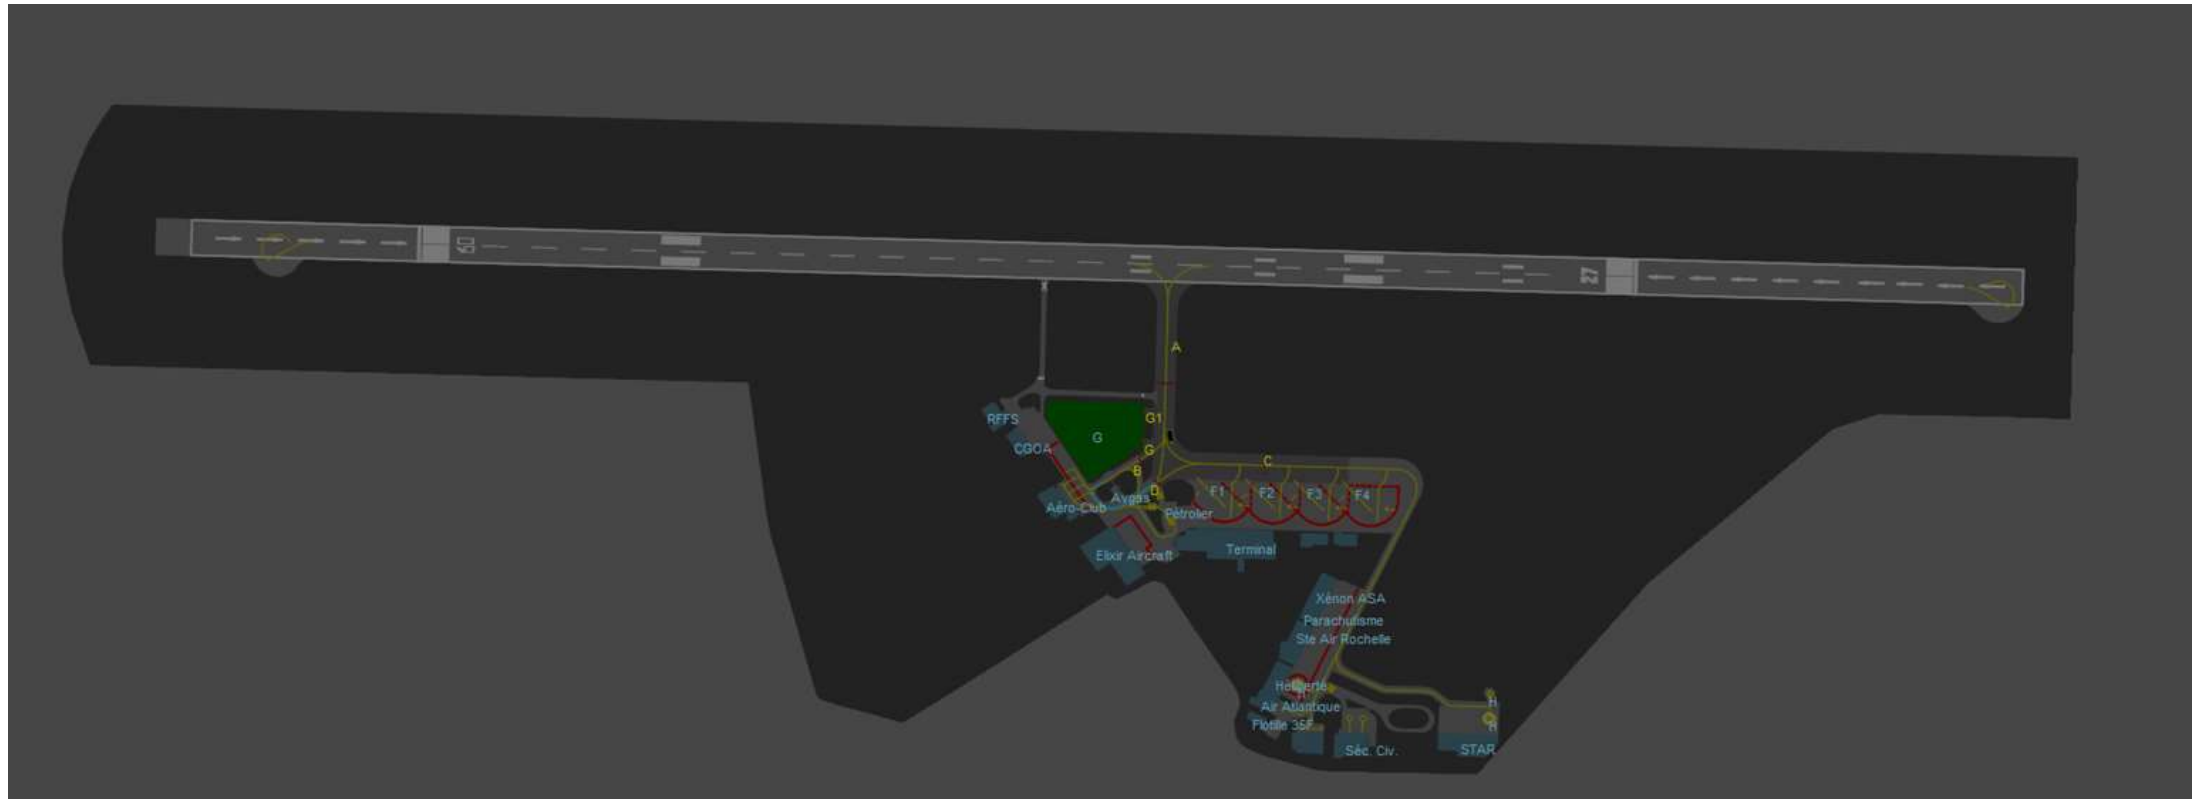 09
27
A
RFFS
G1
CGOA
G
G
C
B
D
Avgas
F1
F2
F3
F4
Aéro-Club
Pétrolier
Elixir Aircraft
Terminal
Xénon ASA
Parachutisme
Ste Air Rochelle
Héliberté
H
Air Atlantique
H
Flotille 35F
H
Séc. Civ.
STAR